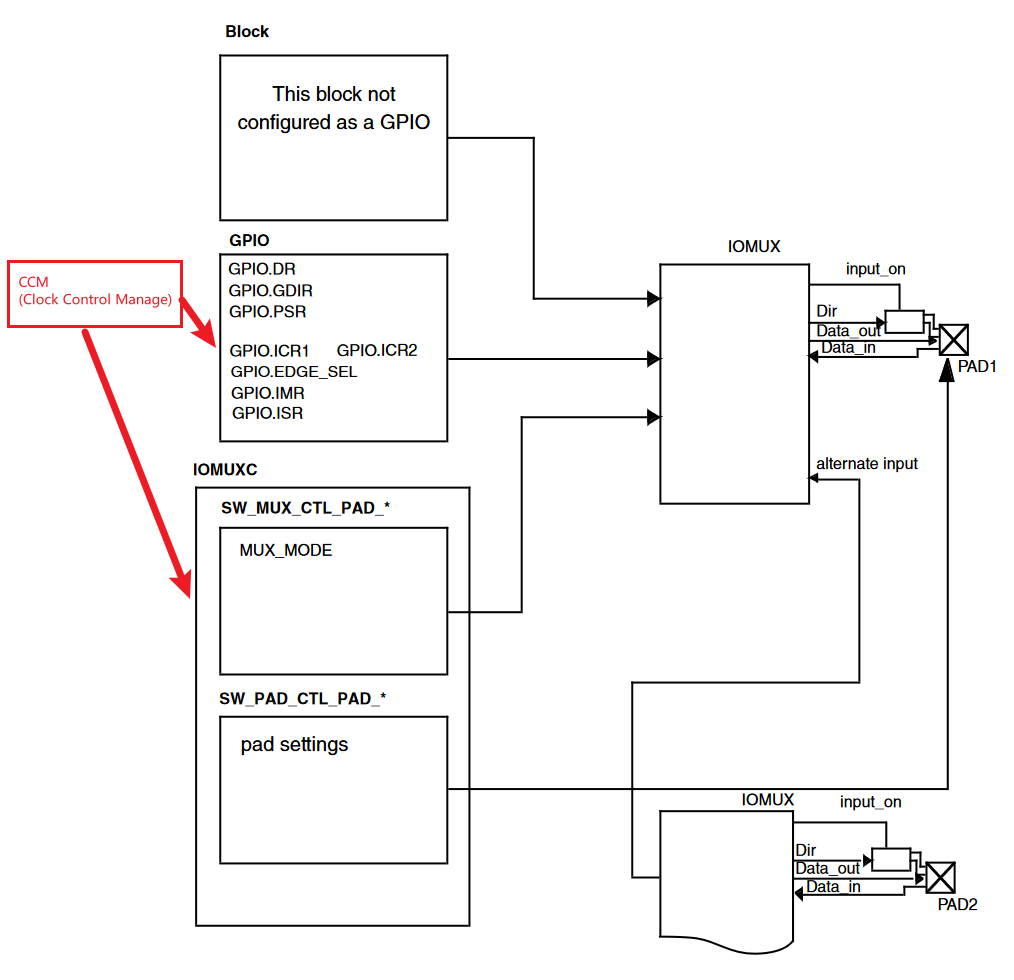 Block
This block not
configured as a GPIO
GPIO
GPIO.DR
GPIO.GDIR
GPIO.PSR
GPIO.ICR1 GPIO.ICR2
GPIO.EDGE_SEL
GPIO.IMR
GPIO.ISR
CCM
(Clock Control Manage)
IOMUXC
SW_MUX_CTL_PAD_*
MUX_MODE
SW_PAD_CTL_PAD_*
pad settings
IOMUX
input_on
Dir
Data_out
Data_in
PAD1
alternate input
IOMUX
input_on
Dir
Data_out
Data_in
PAD2